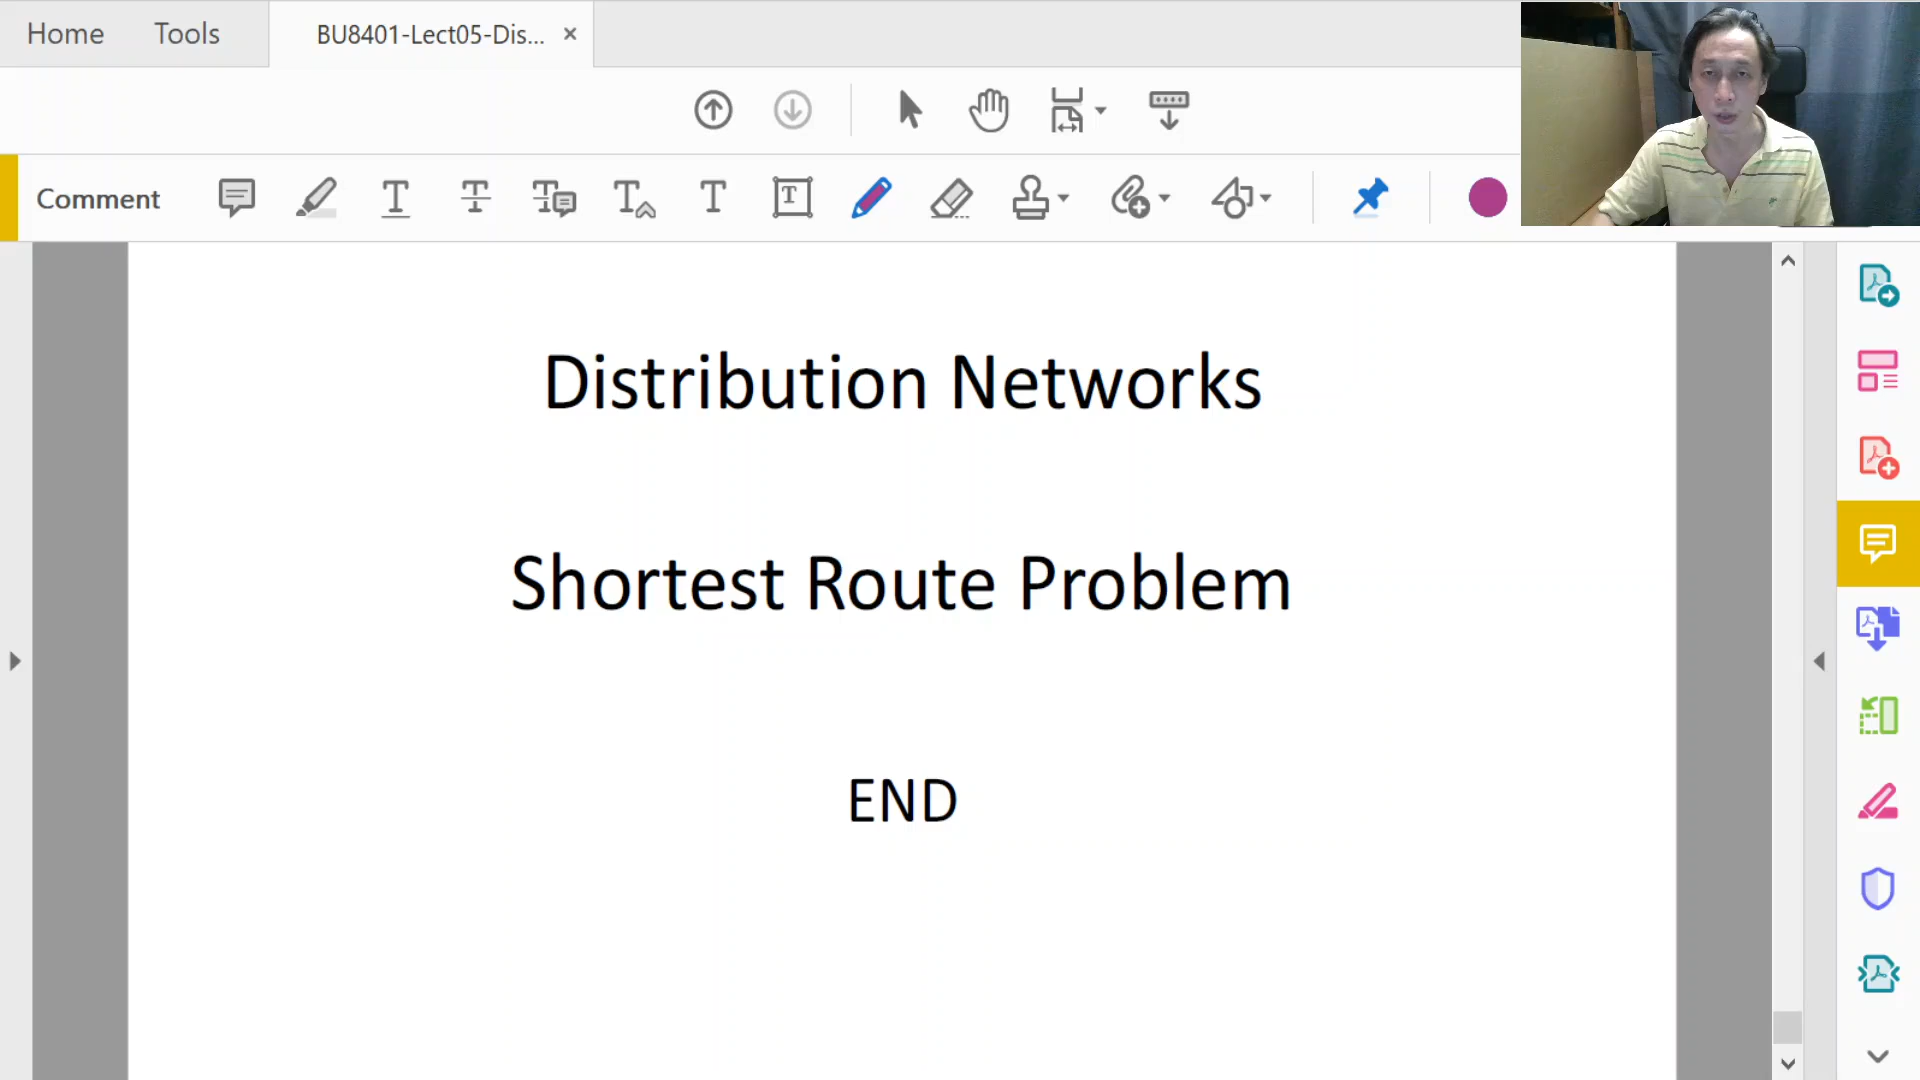 Home Tools BU8401-Lect05-Dis...
Comment
Distribution Networks
Shortest Route Problem
END